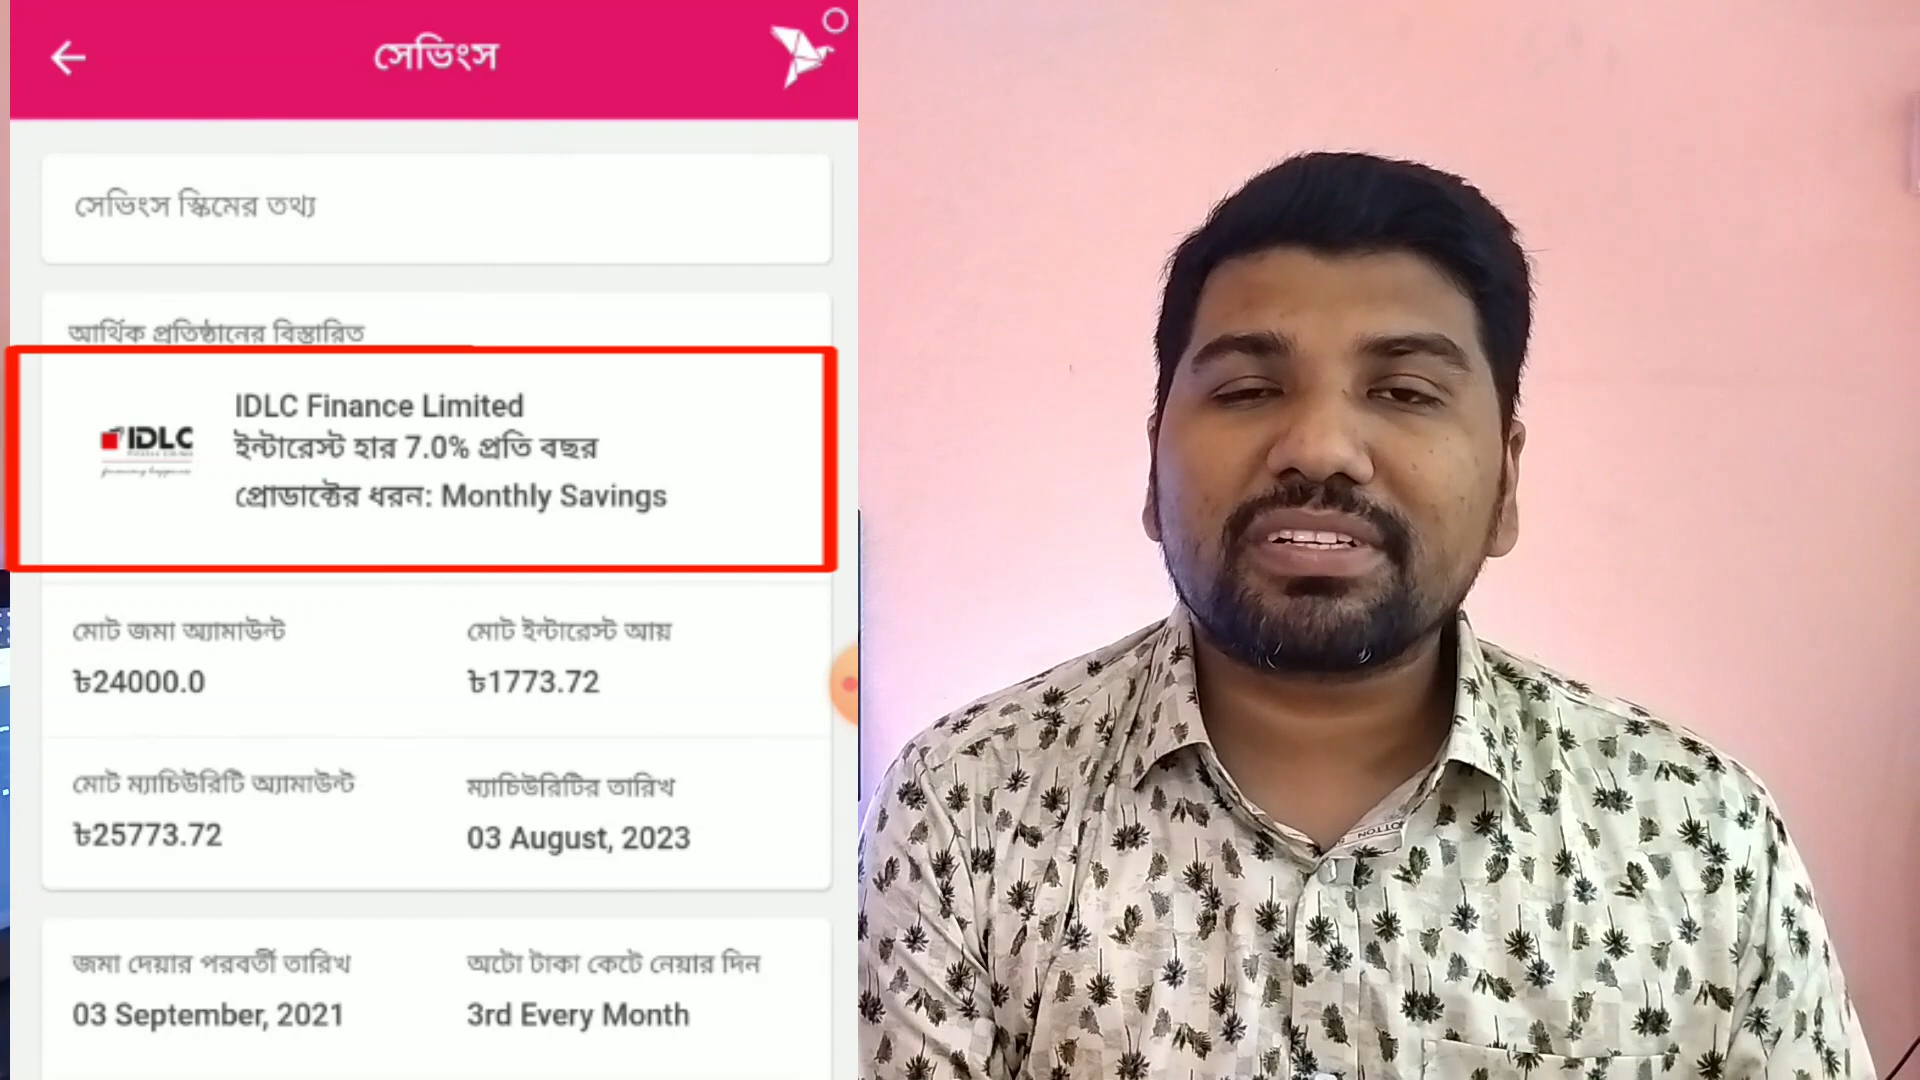 সেভিংস
সেভিংস স্কিমের তথ্য
আর্থিক প্রতিষ্ঠানের বিস্তারিত
IDLC
IDLC Finance Limited
ইন্টারেস্ট হার 7.0% প্রতি বছর
প্রোডাক্টের ধরন: Monthly Savings
মোট জমা অ্যামাউন্ট
মোট ইন্টারেস্ট আয়
৳24000.0
৳1773.72
মোট ম্যাচিউরিটি অ্যামাউন্ট
ম্যাচিউরিটির তারিখ
৳25773.72
03 August, 2023
জমা দেয়ার পরবর্তী তারিখ
অটো টাকা কেটে নেয়ার দিন
03 September, 2021
3rd Every Month